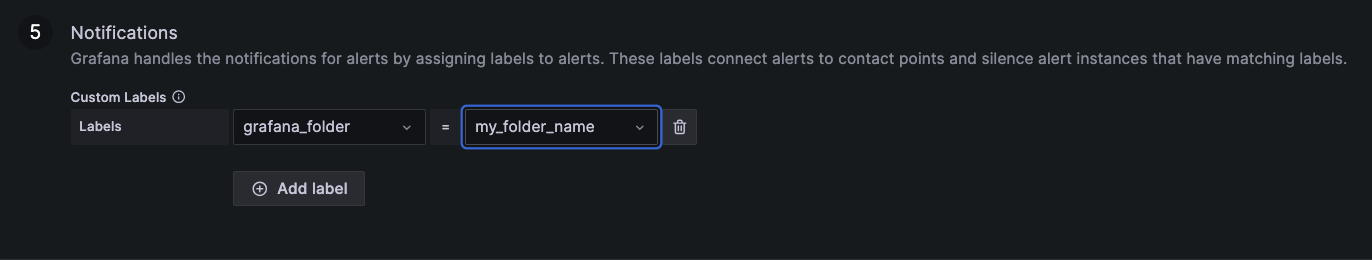 5 Notifications
Grafana handles the notifications for alerts by assigning labels to alerts. These labels connect alerts to contact points and silence alert instances that have matching labels.
Custom Labels
Labels grafana_folder = my_folder_name
Add label